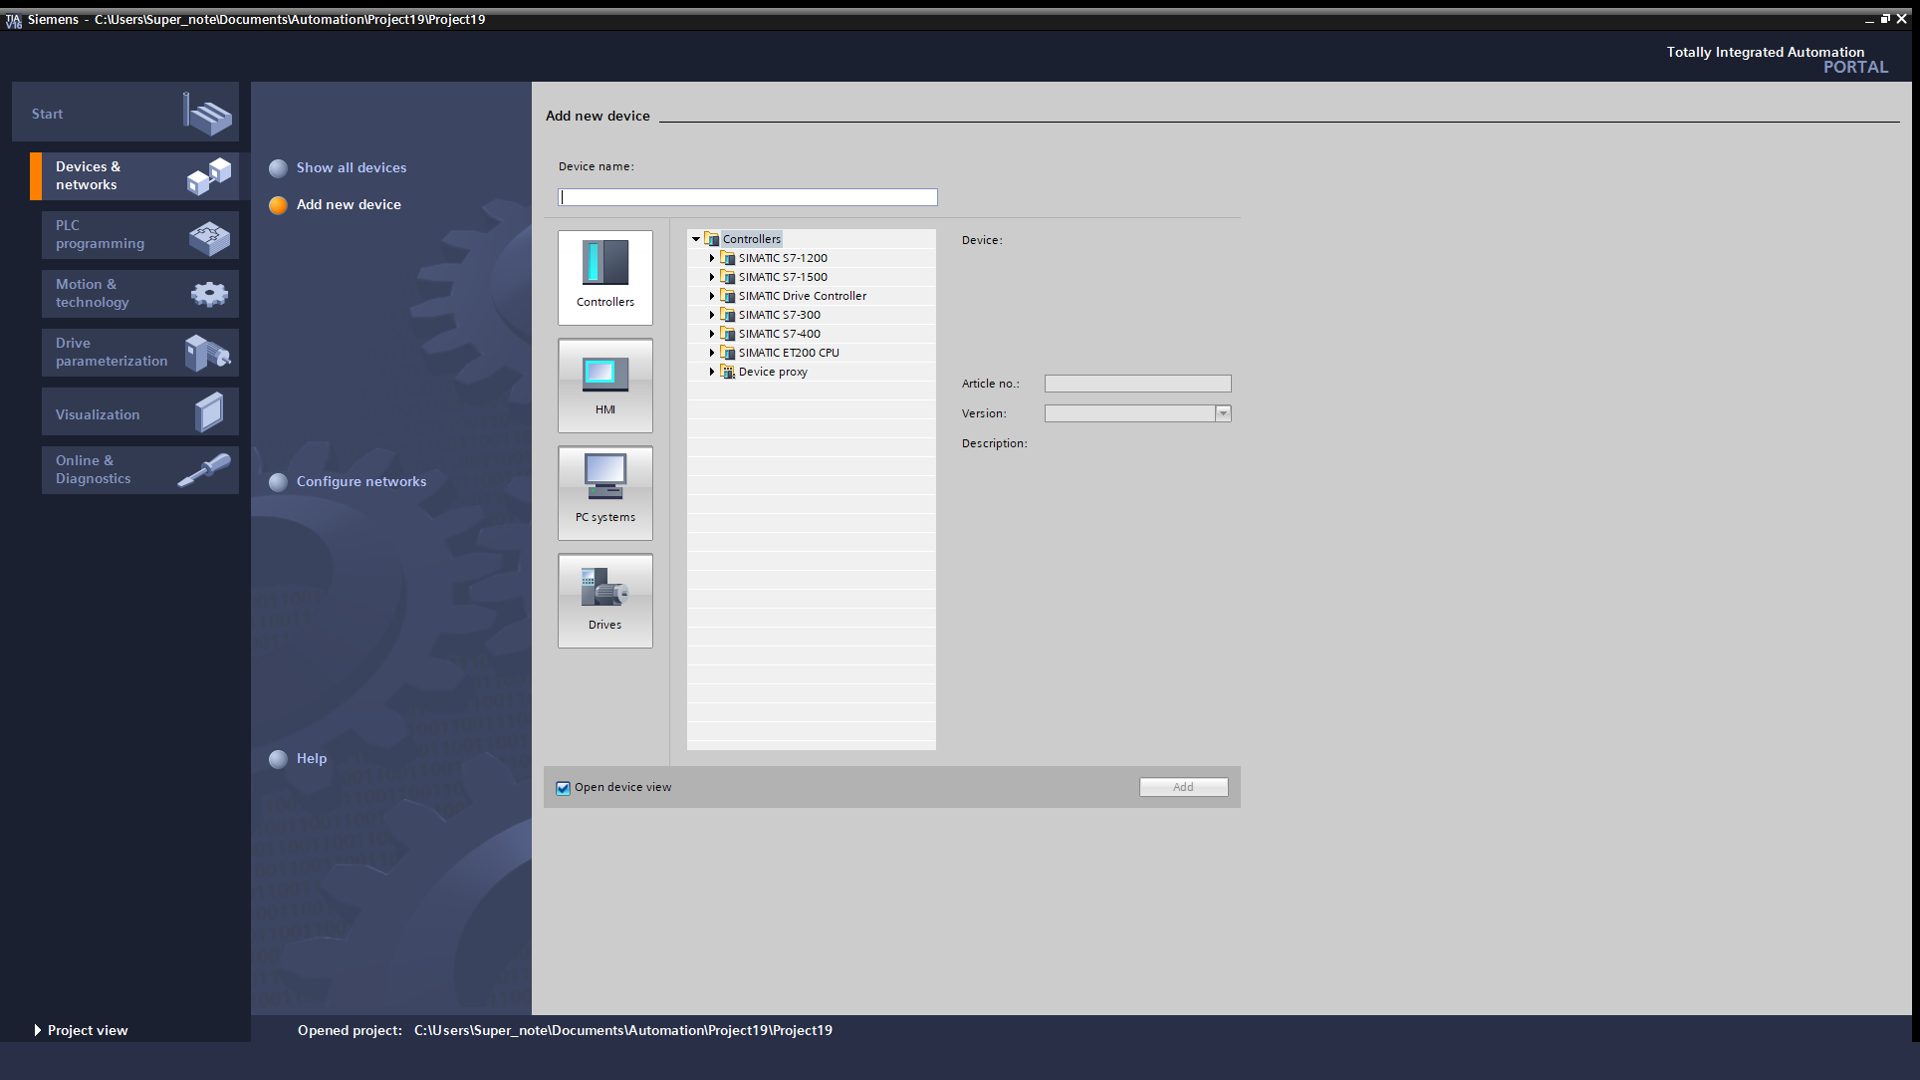 Siemens - C:\Users\Super_note\Documents\Automation\Project19\Project19
Totally Integrated Automation
PORTAL
Start
Devices &
networks
PLC
programming
Motion &
technology
Drive
parameterization
Visualization
Online &
Diagnostics
Show all devices
Add new device
Configure networks
Help
Add new device
Device name:
Controllers
HMI
PC systems
Drives
Controllers
SIMATIC S7-1200
SIMATIC S7-1500
SIMATIC Drive Controller
SIMATIC S7-300
SIMATIC S7-400
SIMATIC ET200 CPU
Device proxy
Device:
Article no.:
Version:
Description:
Open device view
Add
Project view
Opened project: C:\Users\Super_note\Documents\Automation\Project19\Project19